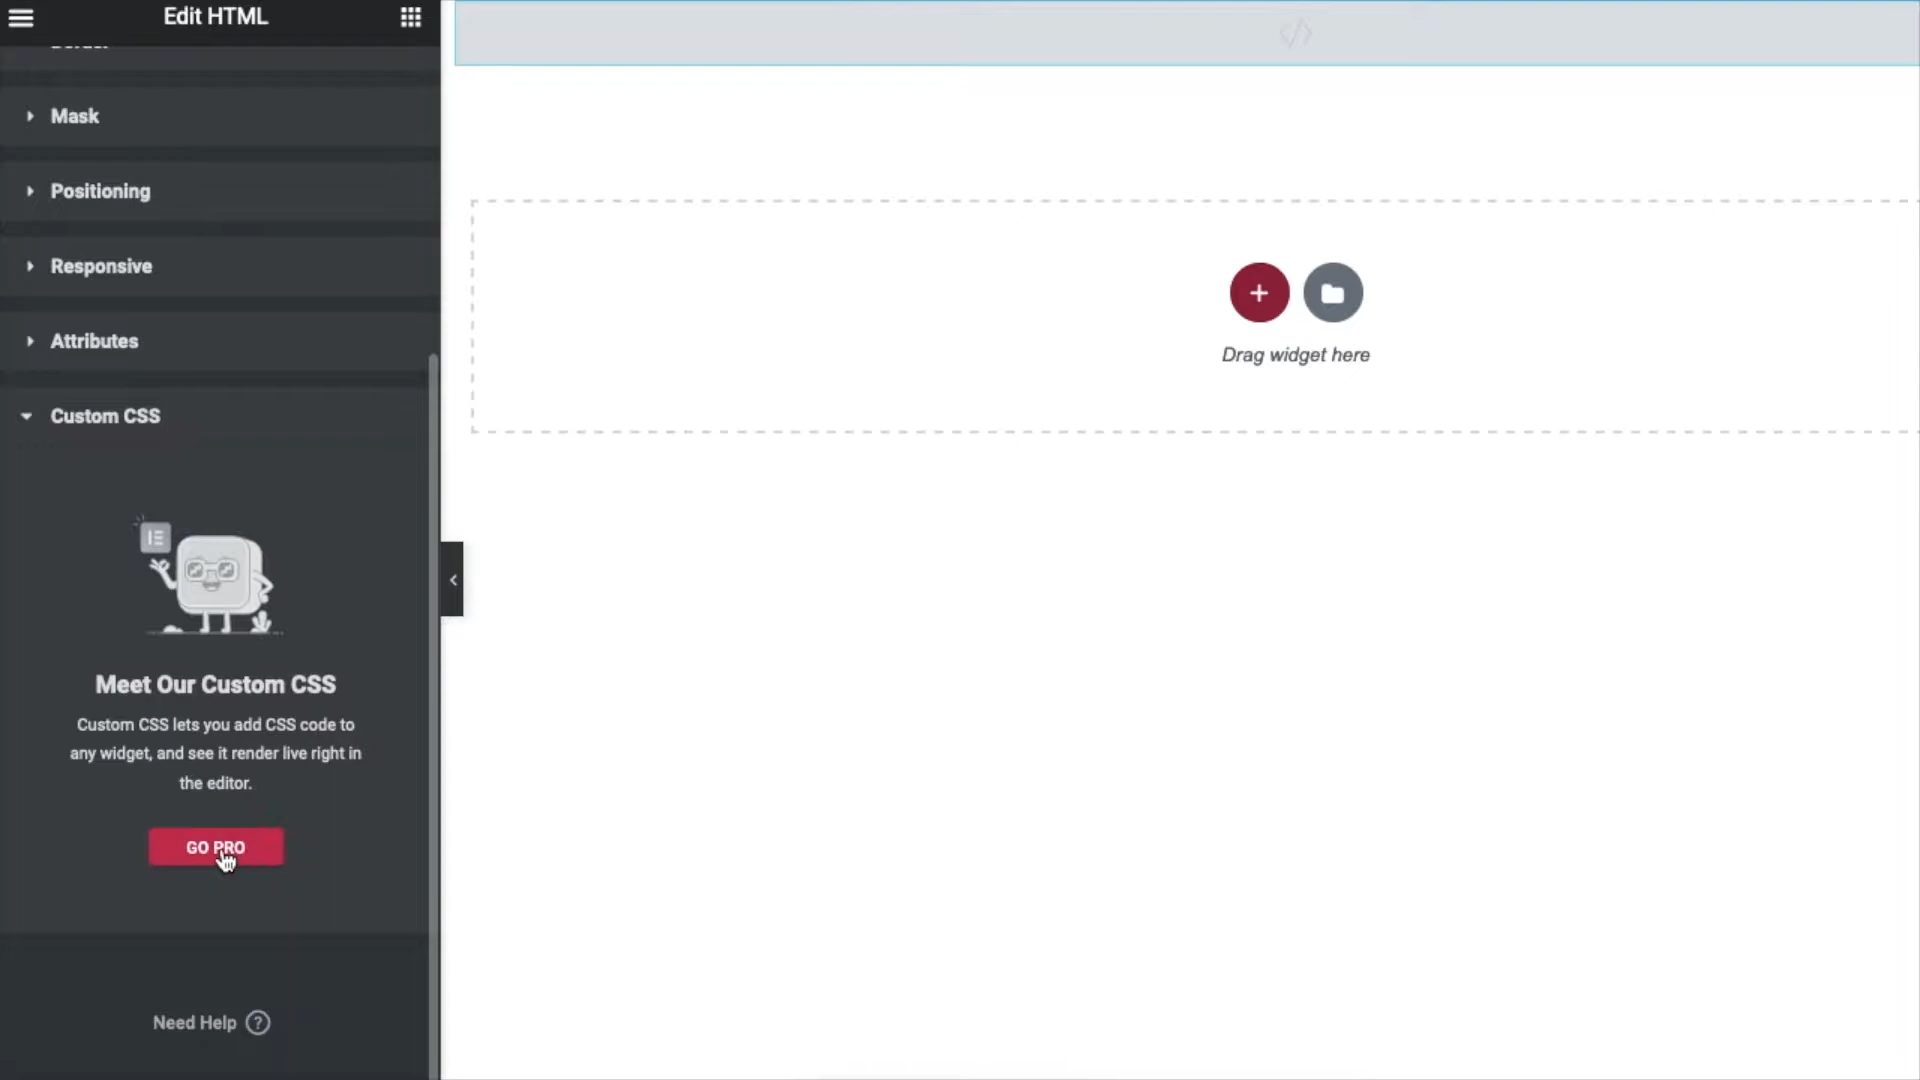 Edit HTML
Mask
Positioning
Responsive
Attributes
Custom CSS
Meet Our Custom CSS
Custom CSS lets you add CSS code to
any widget, and see it render live right in
the editor.
GO PRO
Need Help
Drag widget here